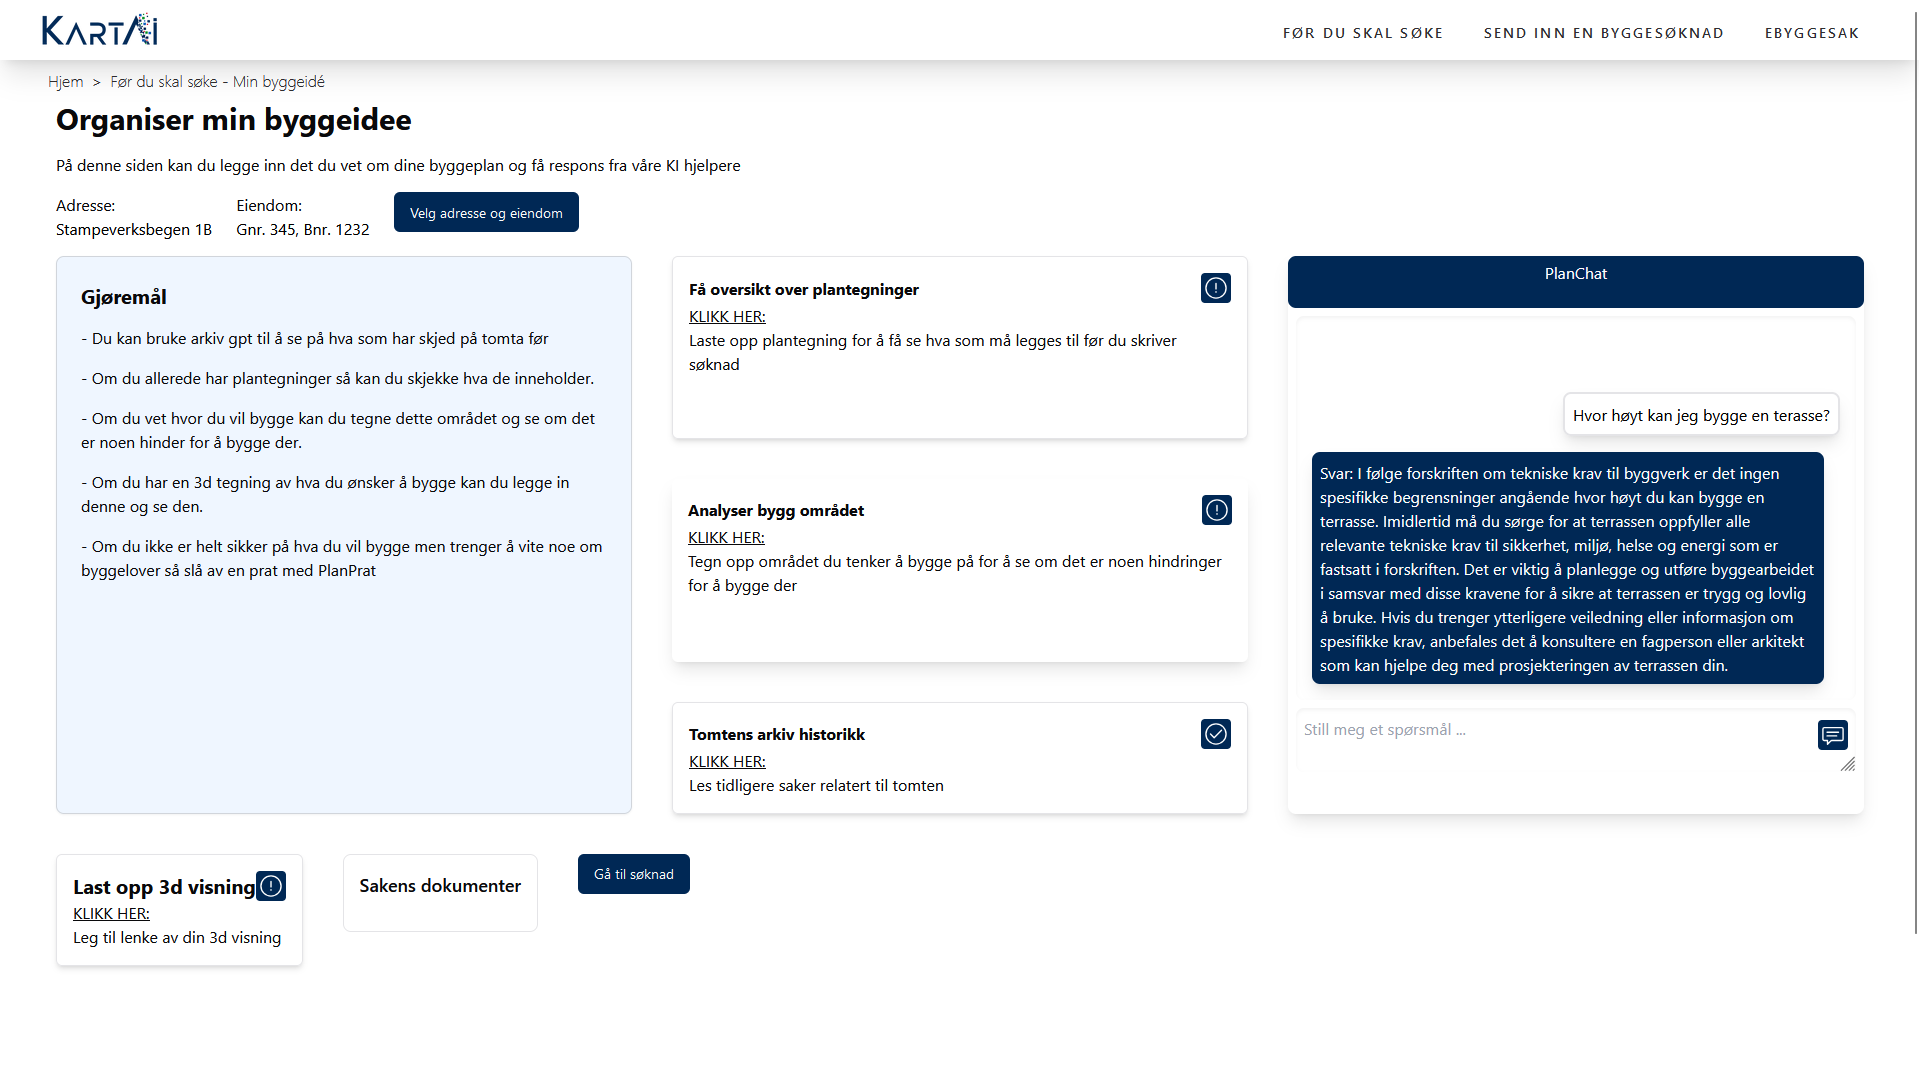 KARTAI
FØR DU SKAL SØKE
SEND INN EN BYGGESØKNAD
EBYGGESAK
Hjem > Før du skal søke - Min byggeidé
Organiser min byggeidee
På denne siden kan du legge inn det du vet om dine byggeplan og få respons fra våre KI hjelpere
Adresse:
Stampeverksbegen 1B
Eiendom:
Gnr. 345, Bnr. 1232
Velg adresse og eiendom
Gjøremål
- Du kan bruke arkiv gpt til å se på hva som har skjed på tomta før
- Om du allerede har plantegninger så kan du skjekke hva de inneholder.
- Om du vet hvor du vil bygge kan du tegne dette området og se om det
er noen hinder for å bygge der.
- Om du har en 3d tegning av hva du ønsker å bygge kan du legge in
denne og se den.
- Om du ikke er helt sikker på hva du vil bygge men trenger å vite noe om
byggelover så slå av en prat med PlanPrat
Få oversikt over plantegninger
KLIKK HER:
Laste opp plantegning for å få se hva som må legges til før du skriver
søknad
Analyser bygg området
KLIKK HER:
Tegn opp området du tenker å bygge på for å se om det er noen hindringer
for å bygge der
Tomtens arkiv historikk
KLIKK HER:
Les tidligere saker relatert til tomten
PlanChat
Hvor høyt kan jeg bygge en terasse?
Svar: I følge forskriften om tekniske krav til byggverk er det ingen
spesifikke begrensninger angående hvor høyt du kan bygge en
terrasse. Imidlertid må du sørge for at terrassen oppfyller alle
relevante tekniske krav til sikkerhet, miljø, helse og energi som er
fastsatt i forskriften. Det er viktig å planlegge og utføre byggearbeidet
i samsvar med disse kravene for å sikre at terrassen er trygg og lovlig
å bruke. Hvis du trenger ytterligere veiledning eller informasjon om
spesifikke krav, anbefales det å konsultere en fagperson eller arkitekt
som kan hjelpe deg med prosjekteringen av terrassen din.
Still meg et spørsmål ...
Last opp 3d visning
KLIKK HER:
Leg til lenke av din 3d visning
Sakens dokumenter
Gå til søknad